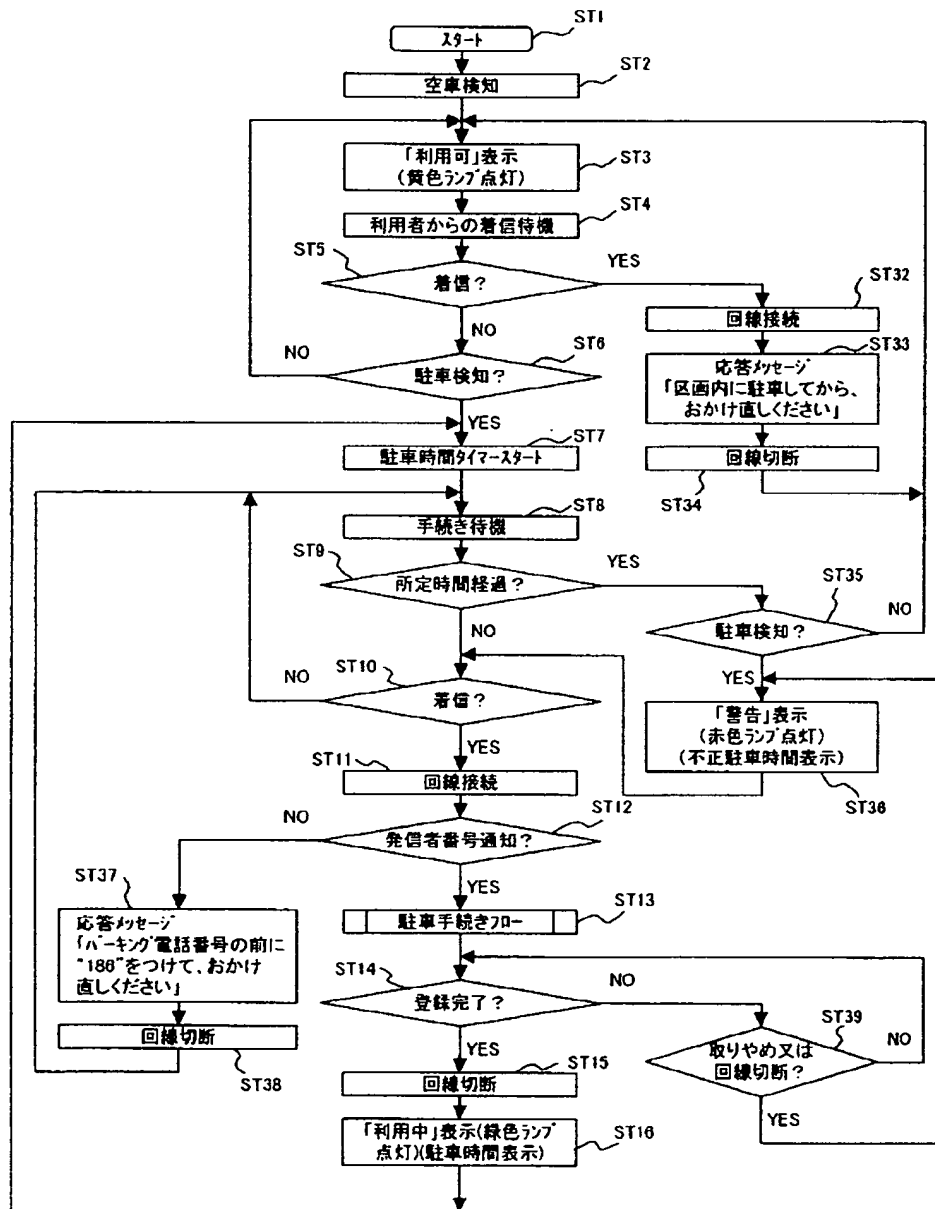 ST1
スタート
ST2
空車検知
「利用可」表示
(黄色ランプ点灯)
ST3
ST4
利用者からの着信待機
ST5
着信？
YES
NO
ST32
回線接続
ST33
応答メッセージ
「区画内に駐車してから、
おかけ直しください」
回線切断
ST34
ST6
駐車検知？
NO
YES
ST7
駐車時間タイマースタート
ST8
手続き待機
ST9
所定時間経過？
YES
NO
ST35
駐車検知？
NO
YES
「警告」表示
(赤色ランプ点灯)
(不正駐車時間表示)
ST36
ST10
着信？
NO
YES
ST11
回線接続
ST12
発信者番号通知？
NO
YES
ST37
応答メッセージ
「パーキング電話番号の前に
"186"をつけて、おかけ
直しください」
回線切断
ST38
ST13
駐車手続きフロー
ST14
登録完了？
NO
YES
ST39
取りやめ又は
回線切断？
NO
YES
ST15
回線切断
「利用中」表示(緑色ランプ
点灯)(駐車時間表示)
ST16